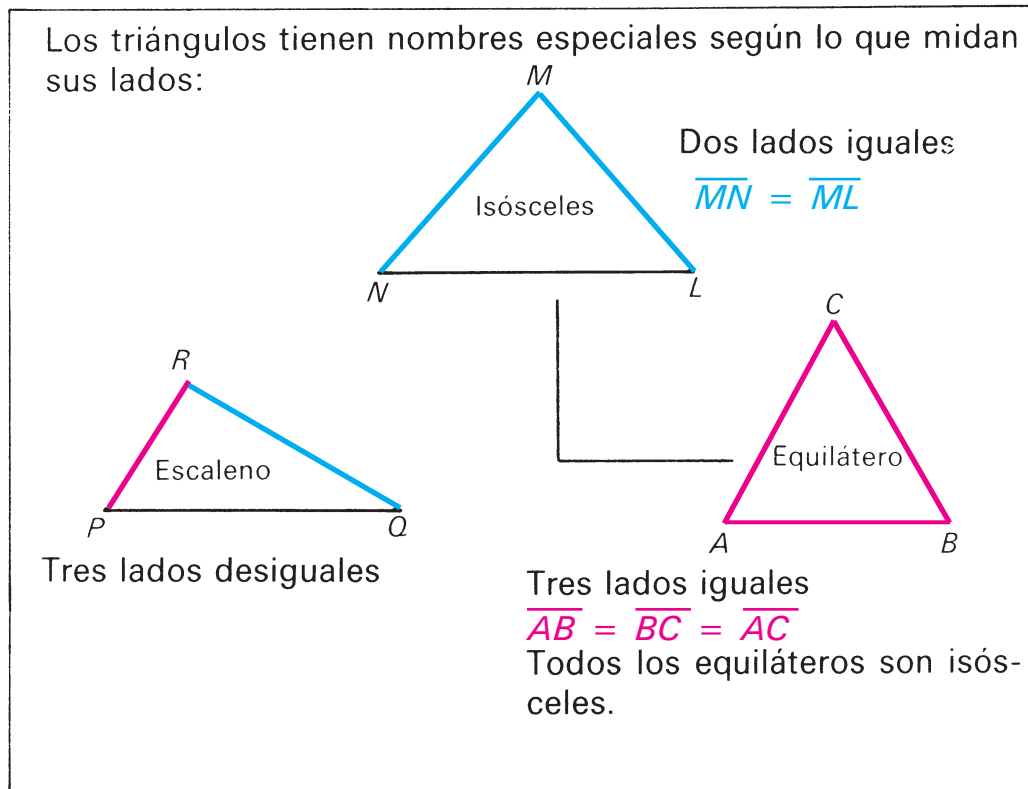 Los triángulos tienen nombres especiales según lo que midan
sus lados:
M
Dos lados iguales
MN = ML
Isósceles
N
L
C
R
Equilátero
Escaleno
P
Q
A
B
Tres lados desiguales
Tres lados iguales
AB = BC = AC
Todos los equiláteros son isós-
celes.